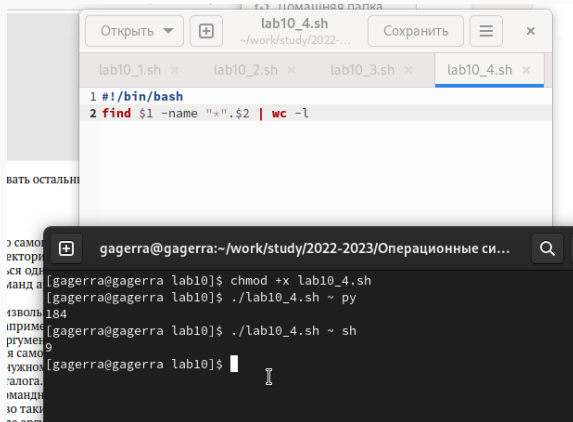 Домашняя папка
Открыть
lab10_4.sh
~/work/study/2022-...
Сохранить
lab10_1.sh
lab10_2.sh
lab10_3.sh
lab10_4.sh
1 #!/bin/bash
2 find $1 -name "*".$2 | wc -l
вать остальн
gagerra@gagerra:~/work/study/2022-2023/Операционные си...
[gagerra@gagerra lab10]$ chmod +x lab10_4.sh
[gagerra@gagerra lab10]$ ./lab10_4.sh ~ py
184
[gagerra@gagerra lab10]$ ./lab10_4.sh ~ sh
9
[gagerra@gagerra lab10]$